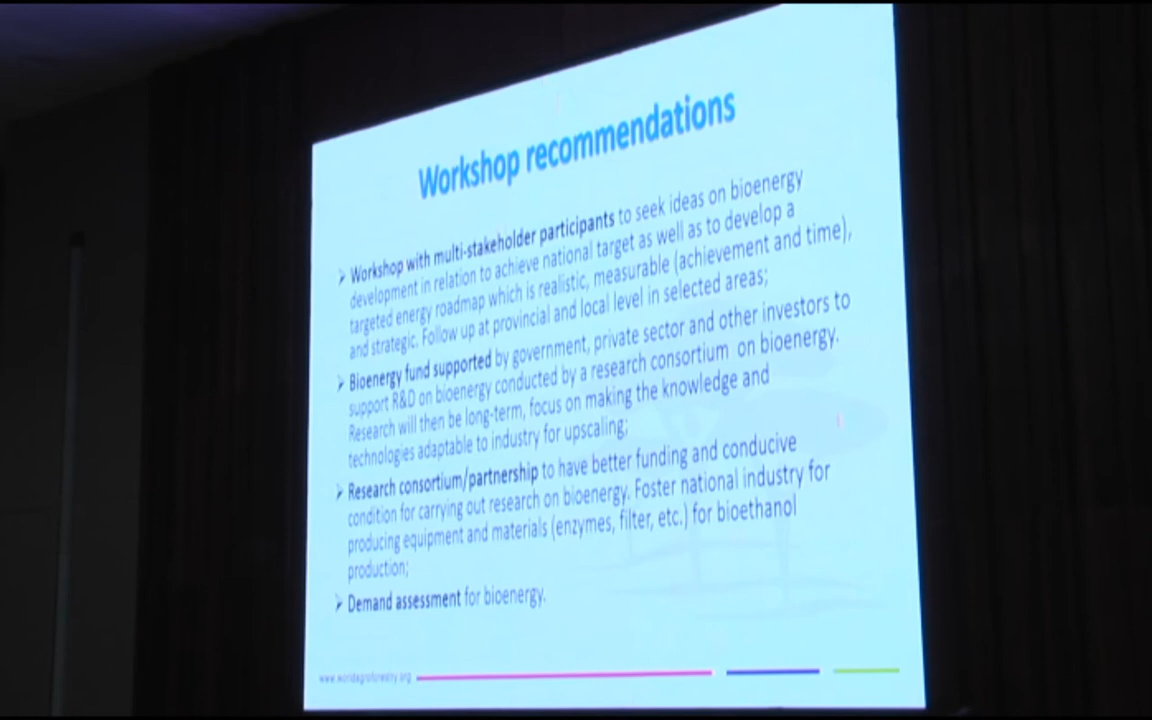 Workshop recommendations
➢ Workshop with multi-stakeholder participants to seek ideas on bioenergy
development in relation to achieve national target as well as to develop a
targeted energy roadmap which is realistic, measurable (achievement and time),
and strategic. Follow up at provincial and local level in selected areas;
➢ Bioenergy fund supported by government, private sector and other investors to
support R&D on bioenergy conducted by a research consortium on bioenergy.
Research will then be long-term, focus on making the knowledge and
technologies adaptable to industry for upscaling;
➢ Research consortium/partnership to have better funding and conducive
condition for carrying out research on bioenergy. Foster national industry for
producing equipment and materials (enzymes, filter, etc.) for bioethanol
production;
➢ Demand assessment for bioenergy.
www.worldagroforestry.org